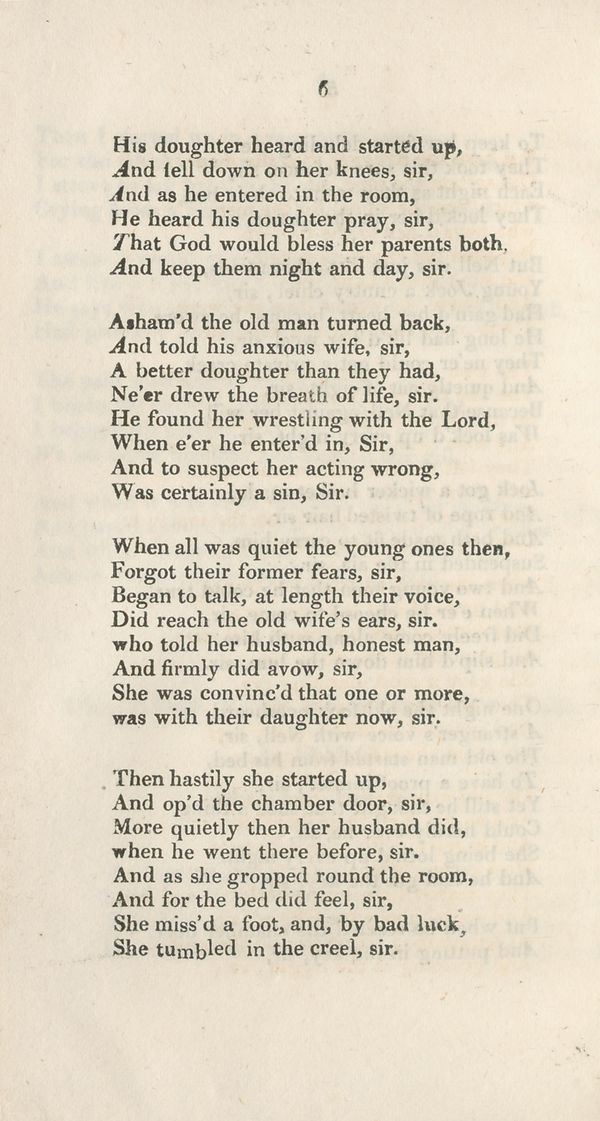 6
His doughter heard and started up,
And fell down on her knees, sir,
And as he entered in the room,
He heard his doughter pray, sir,
That God would bless her parents both,
And keep them night and day, sir.
Asham'd the old man turned back,
And told his anxious wife, sir,
A better doughter than they had,
Ne'er drew the breath of life, sir.
He found her wrestling with the Lord,
When e'er he enter'd in, Sir,
And to suspect her acting wrong,
Was certainly a sin, Sir.
When all was quiet the young ones then,
Forgot their former fears, sir,
Began to talk, at length their voice,
Did reach the old wife's ears, sir.
who told her husband, honest man,
And firmly did avow, sir,
She was convinc'd that one or more,
was with their daughter now, sir.
Then hastily she started up,
And op'd the chamber door, sir,
More quietly then her husband did,
when he went there before, sir.
And as she gropped round the room,
And for the bed did feel, sir,
She miss'd a foot, and, by bad luck,
She tumbled in the creel, sir.